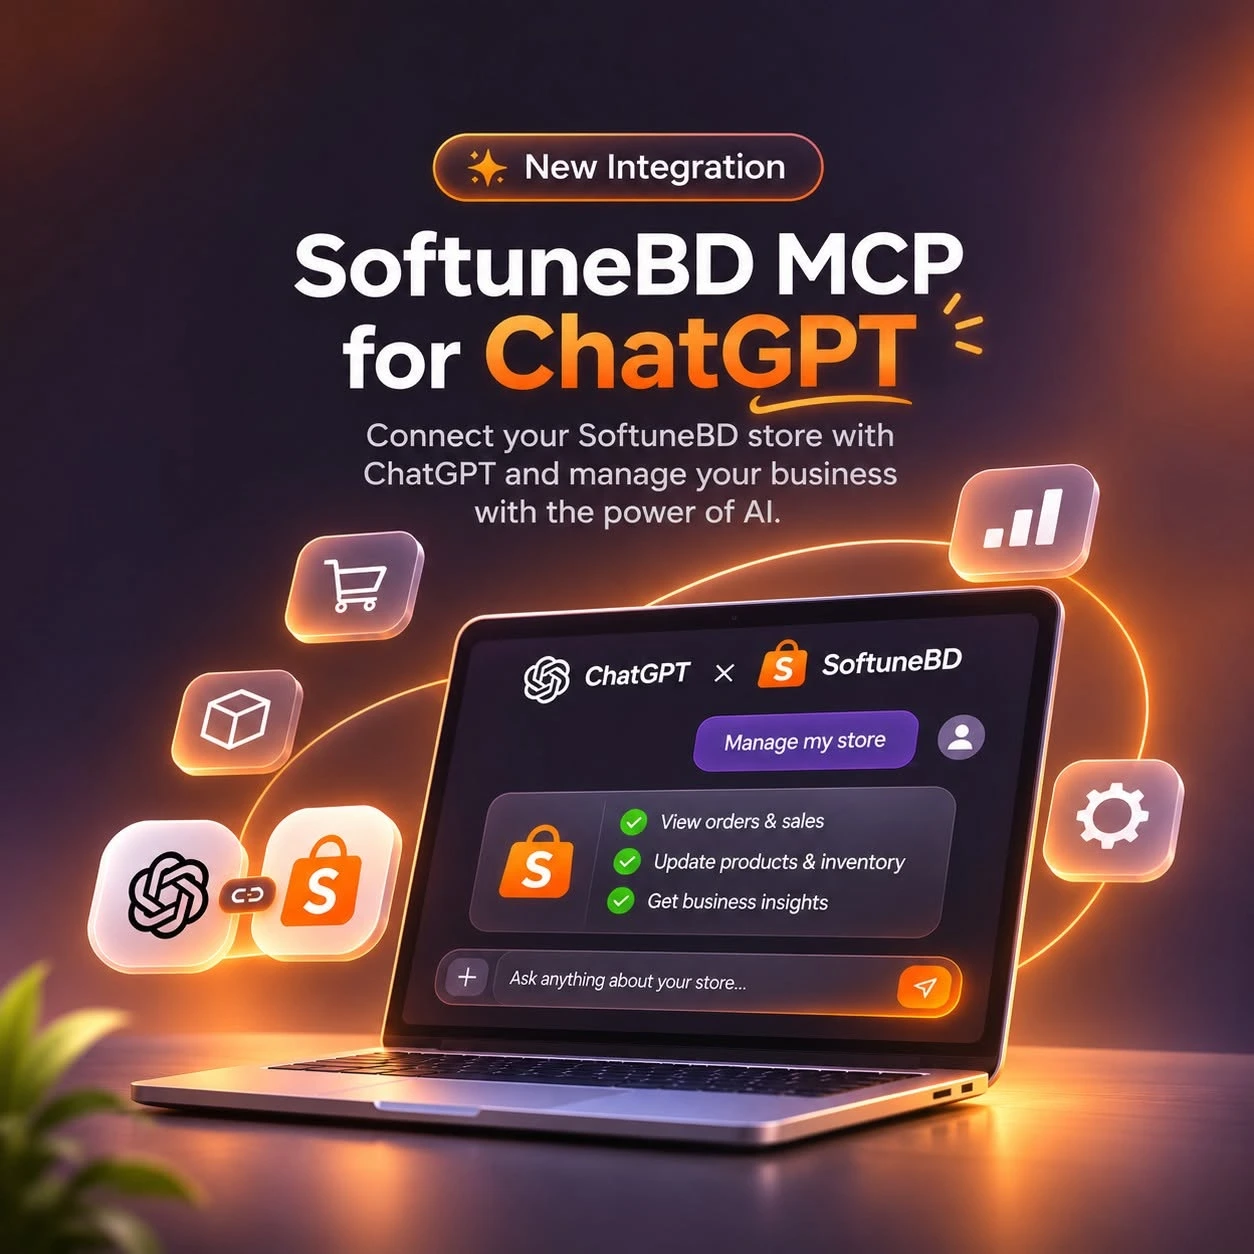 New Integration
SoftuneBD MCP
for ChatGPT
Connect your SoftuneBD store with
ChatGPT and manage your business
with the power of AI.
ChatGPT × S SoftuneBD
Manage my store
S
View orders & sales
Update products & inventory
Get business insights
S
Ask anything about your store...